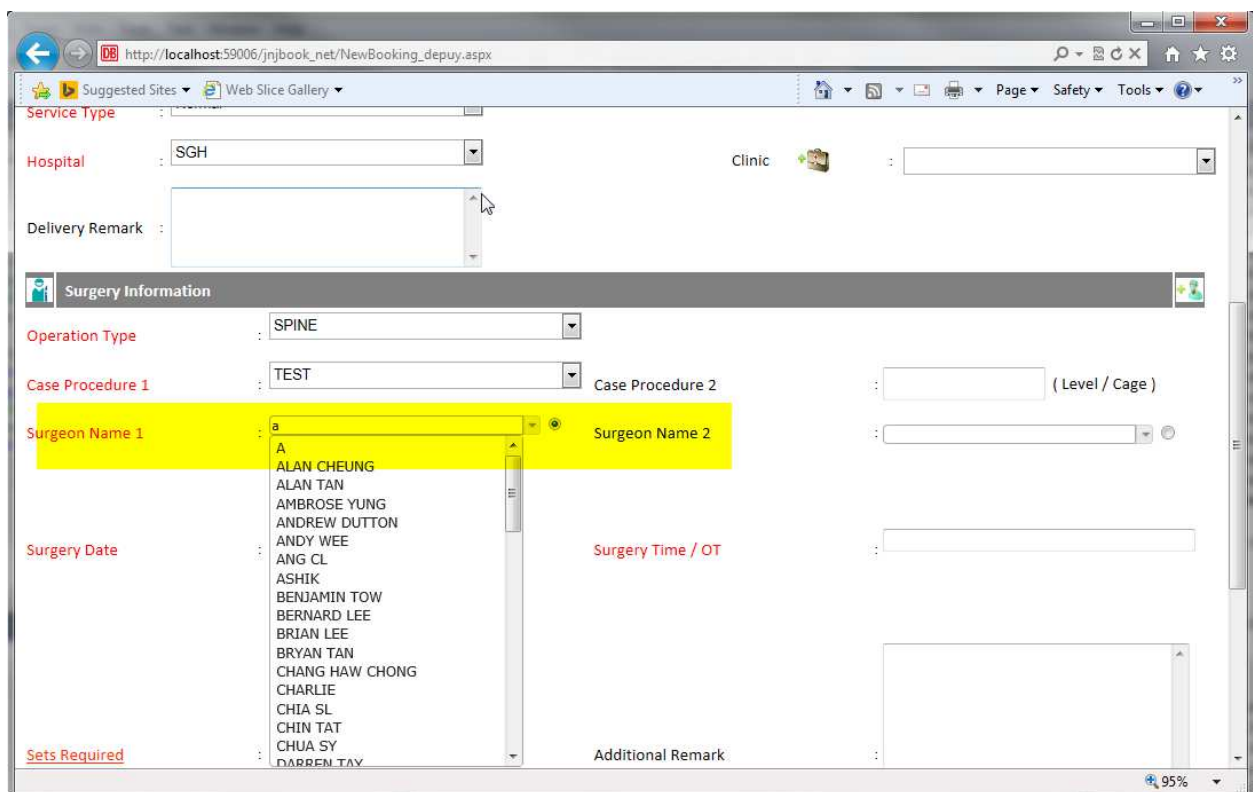 DB http://localhost:59006/jnjbook_net/NewBooking_depuy.aspx
Suggested Sites Web Slice Gallery Page Safety Tools
Service Type : Normal
Hospital : SGH Clinic :
Delivery Remark :
Surgery Information
Operation Type : SPINE
Case Procedure 1 : TEST Case Procedure 2 : ( Level / Cage )
Surgeon Name 1 : a Surgeon Name 2 :
A
ALAN CHEUNG
ALAN TAN
AMBROSE YUNG
ANDREW DUTTON
ANDY WEE
Surgery Date : Surgery Time / OT :
ANG CL
ASHIK
BENJAMIN TOW
BERNARD LEE
BRIAN LEE
BRYAN TAN
CHANG HAW CHONG
CHARLIE
CHIA SL
CHIN TAT
CHUA SY
Sets Required : DARREN TAY Additional Remark :
95%